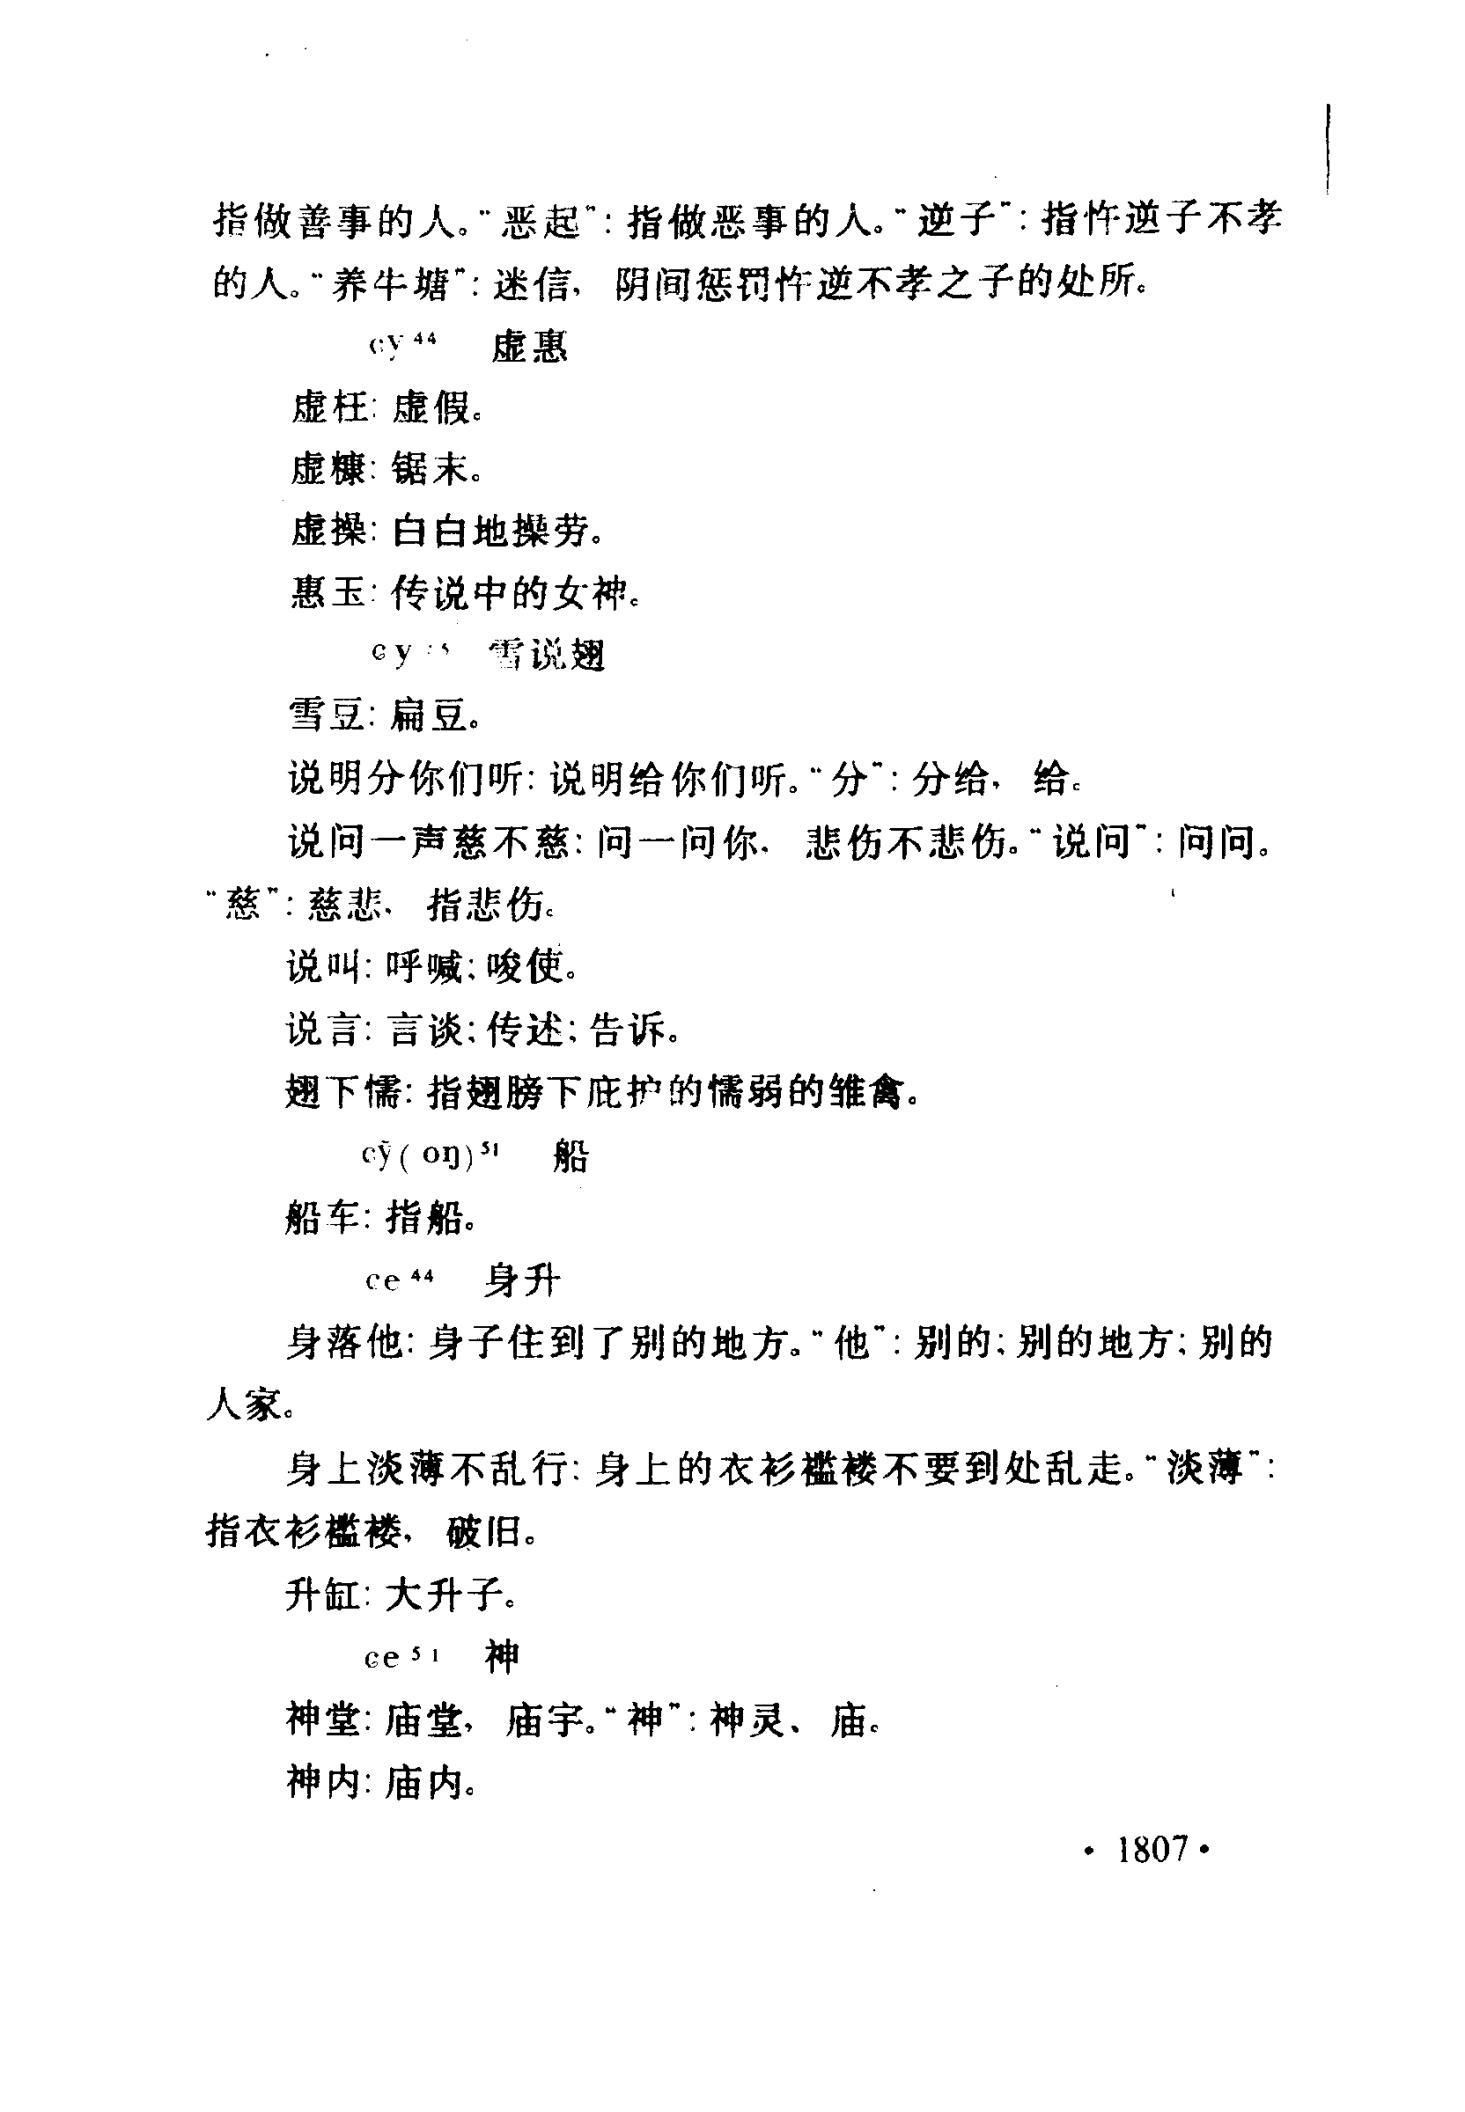 指做善事的人。“恶起”：指做恶事的人。“逆子”：指忤逆子不孝
的人。“养牛塘”：迷信，阴间惩罚忤逆不孝之子的处所。
ɕy⁴⁴ 虚惠
虚枉：虚假。
虚糠：锯末。
虚操：白白地操劳。
惠玉：传说中的女神。
ɕy 雪说翅
雪豆：扁豆。
说明分你们听：说明给你们听。“分”：分给，给。
说问一声慈不慈：问一问你，悲伤不悲伤。“说问”：问问。
“慈”：慈悲，指悲伤。
说叫：呼喊；唆使。
说言：言谈；传述；告诉。
翅下懦：指翅膀下庇护的懦弱的雏禽。
ɕỹ(oŋ)⁵¹ 船
船车：指船。
ɕe⁴⁴ 身升
身落他：身子住到了别的地方。“他”：别的；别的地方；别的
人家。
身上淡薄不乱行：身上的衣衫褴褛不要到处乱走。“淡薄”：
指衣衫褴褛，破旧。
升缸：大升子。
ɕe⁵¹ 神
神堂：庙堂，庙宇。“神”：神灵、庙。
神内：庙内。
• 1807 •